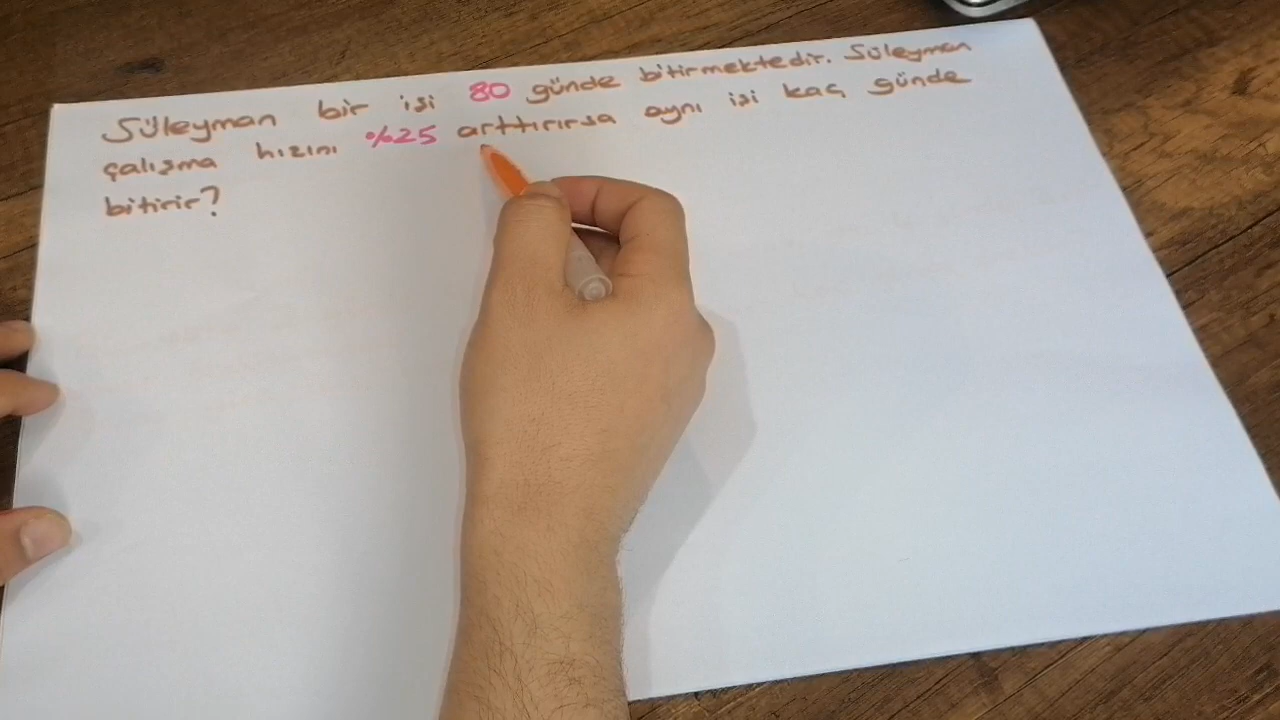 Süleyman bir işi 80 günde bitirmektedir. Süleyman
çalışma hızını %25 arttırırsa aynı işi kaç günde
bitirir?